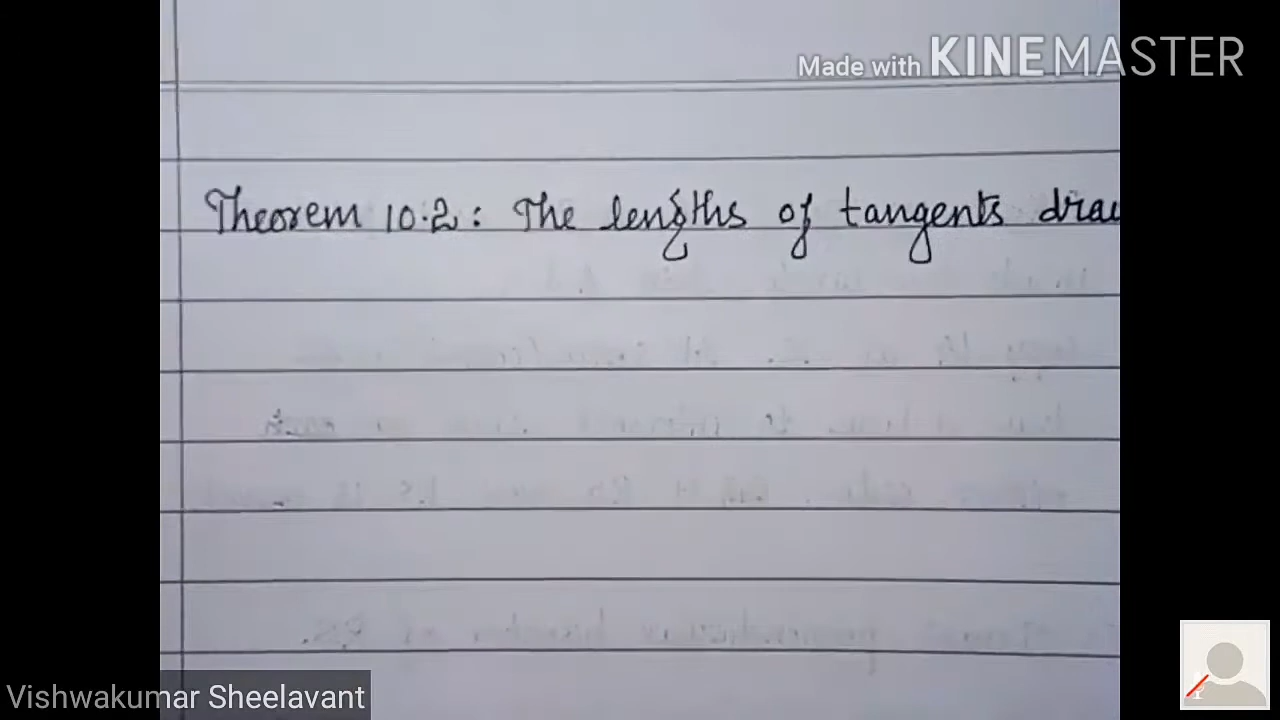 Made with KINEMASTER
Theorem 10.2: The lengths of tangents
Vishwakumar Sheelavant